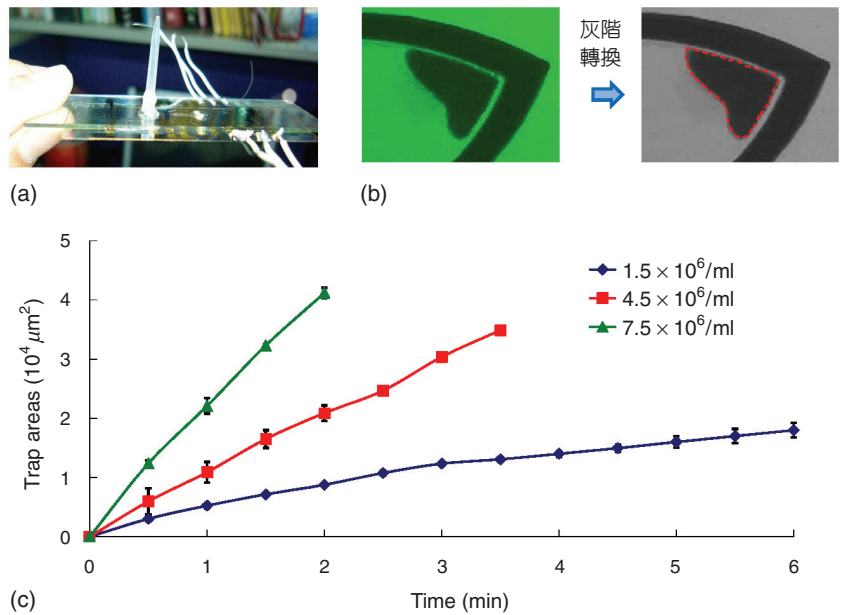 灰階
轉換
(a)
(b)
5
4
3
2
1
0
Trap areas (10⁴ μm²)
1.5 × 10⁶/ml
4.5 × 10⁶/ml
7.5 × 10⁶/ml
0 1 2 3 4 5 6
Time (min)
(c)